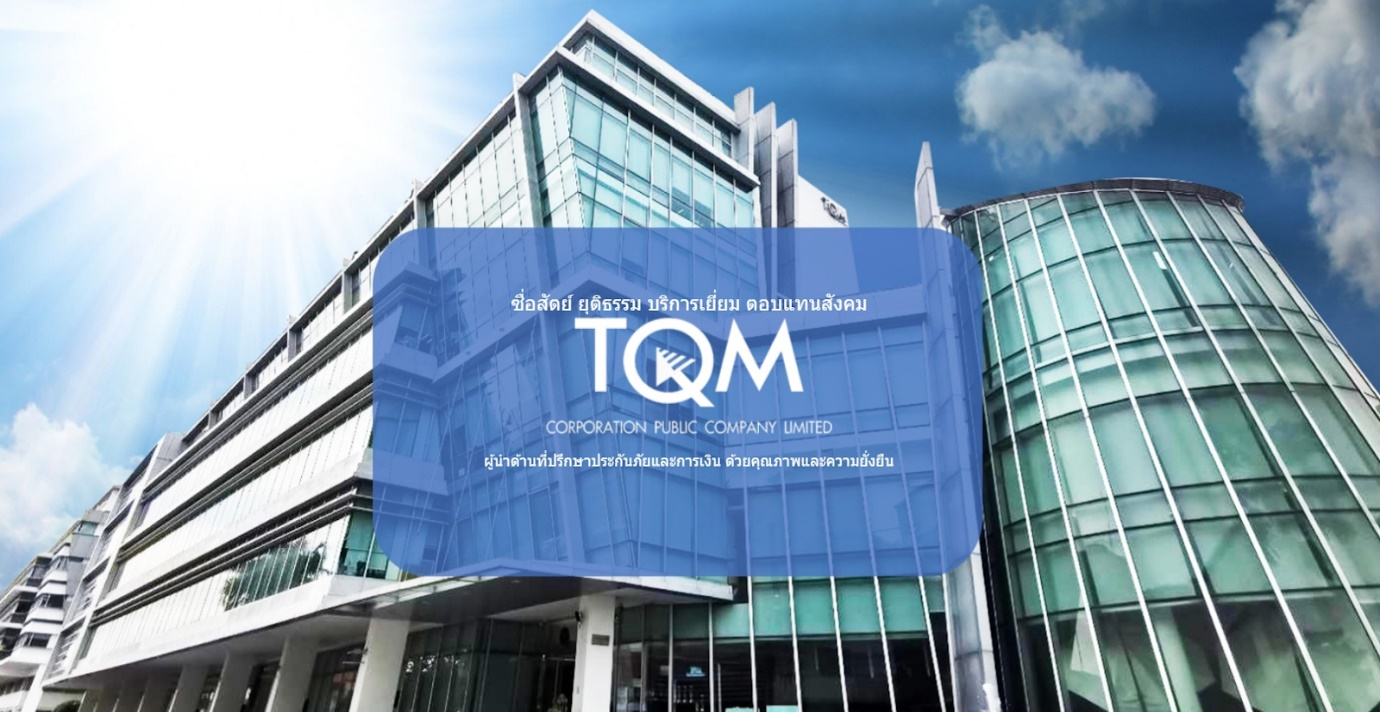 TQM
ซื่อสัตย์ ยุติธรรม บริการเยี่ยม ตอบแทนสังคม
TQM
CORPORATION PUBLIC COMPANY LIMITED
ผู้นำด้านที่ปรึกษาประกันภัยและการเงิน ด้วยคุณภาพและความยั่งยืน